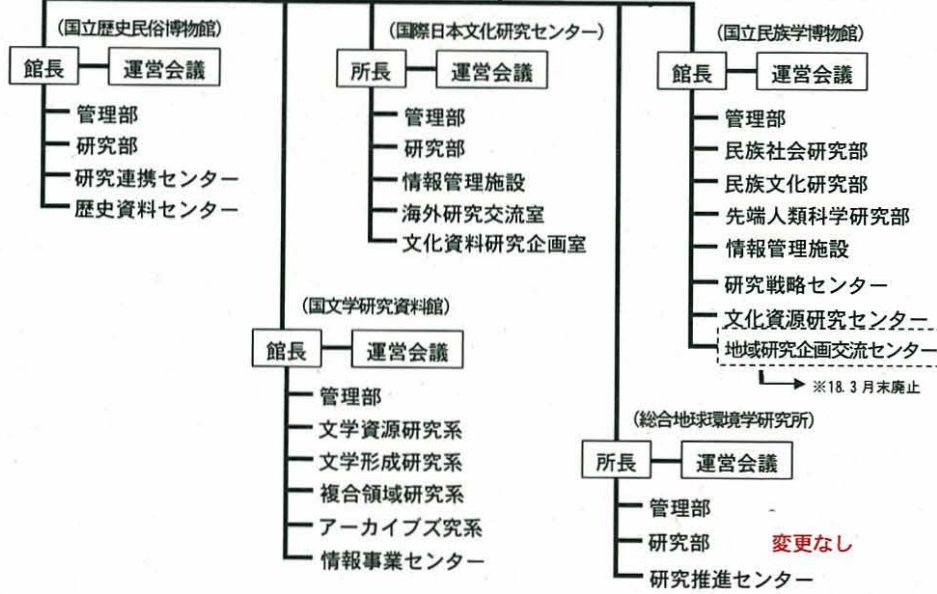 (国立歴史民俗博物館)
館長
運営会議
管理部
研究部
研究連携センター
歴史資料センター
(国際日本文化研究センター)
所長
運営会議
管理部
研究部
情報管理施設
海外研究交流室
文化資料研究企画室
(国立民族学博物館)
館長
運営会議
管理部
民族社会研究部
民族文化研究部
先端人類科学研究部
情報管理施設
研究戦略センター
文化資源研究センター
地域研究企画交流センター
※18.3月末廃止
(国文学研究資料館)
館長
運営会議
管理部
文学資源研究系
文学形成研究系
複合領域研究系
アーカイブズ究系
情報事業センター
(総合地球環境学研究所)
所長
運営会議
管理部
研究部
変更なし
研究推進センター